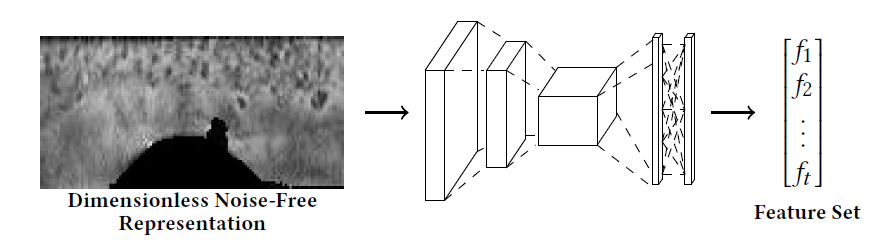 f1
f2
⋮
ft
Dimensionless Noise-Free
Representation
Feature Set